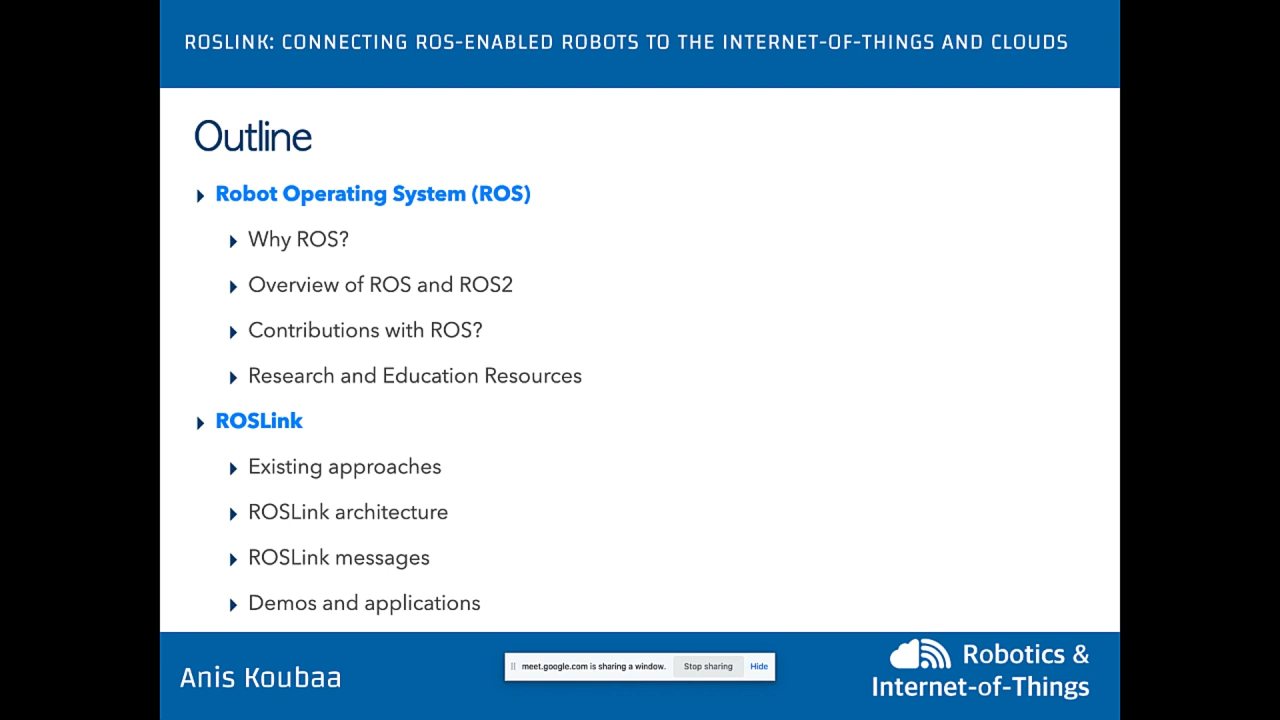 ROSLINK: CONNECTING ROS-ENABLED ROBOTS TO THE INTERNET-OF-THINGS AND CLOUDS
Outline
Robot Operating System (ROS)
Why ROS?
Overview of ROS and ROS2
Contributions with ROS?
Research and Education Resources
ROSLink
Existing approaches
ROSLink architecture
ROSLink messages
Demos and applications
Anis Koubaa
meet.google.com is sharing a window. Stop sharing Hide
Robotics &
Internet-of-Things